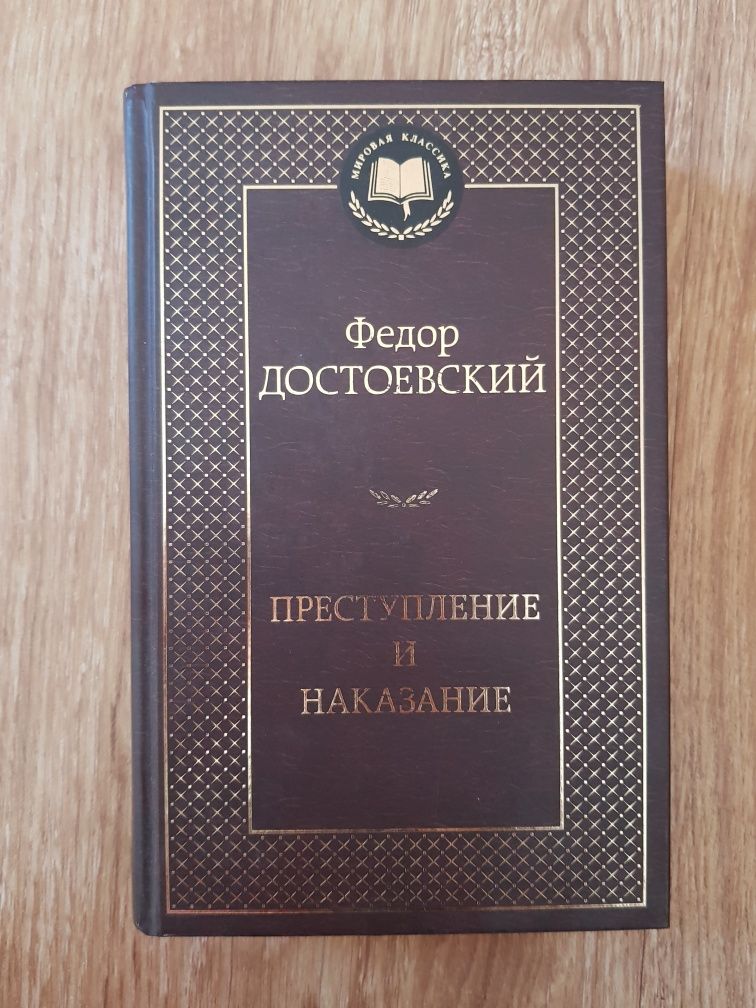 МИРОВАЯ КЛАССИКА
Федор
ДОСТОЕВСКИЙ
ПРЕСТУПЛЕНИЕ
И
НАКАЗАНИЕ